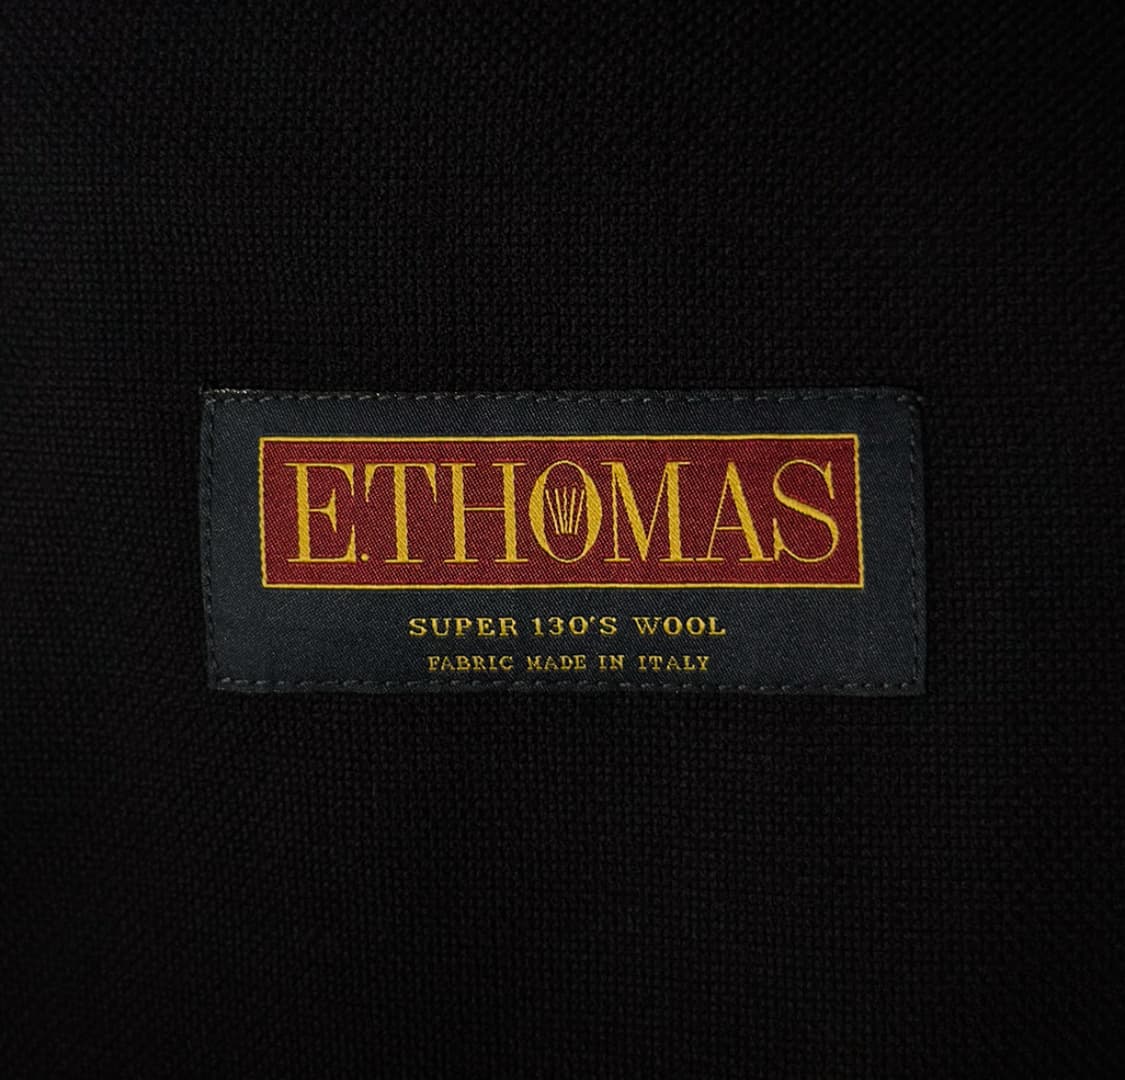 E.THOMAS
SUPER 130'S WOOL
FABRIC MADE IN ITALY